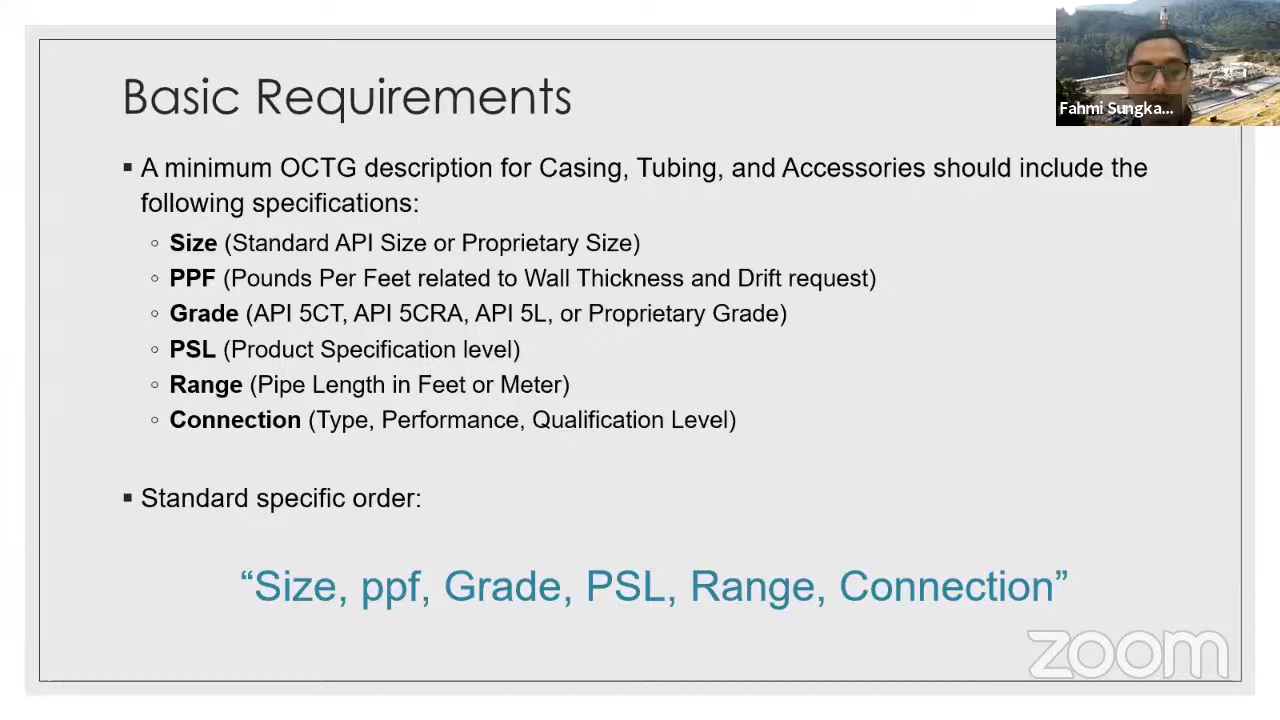 Basic Requirements
Fahmi Sungka...
▪ A minimum OCTG description for Casing, Tubing, and Accessories should include the
following specifications:
◦ Size (Standard API Size or Proprietary Size)
◦ PPF (Pounds Per Feet related to Wall Thickness and Drift request)
◦ Grade (API 5CT, API 5CRA, API 5L, or Proprietary Grade)
◦ PSL (Product Specification level)
◦ Range (Pipe Length in Feet or Meter)
◦ Connection (Type, Performance, Qualification Level)
▪ Standard specific order:
“Size, ppf, Grade, PSL, Range, Connection”
zoom